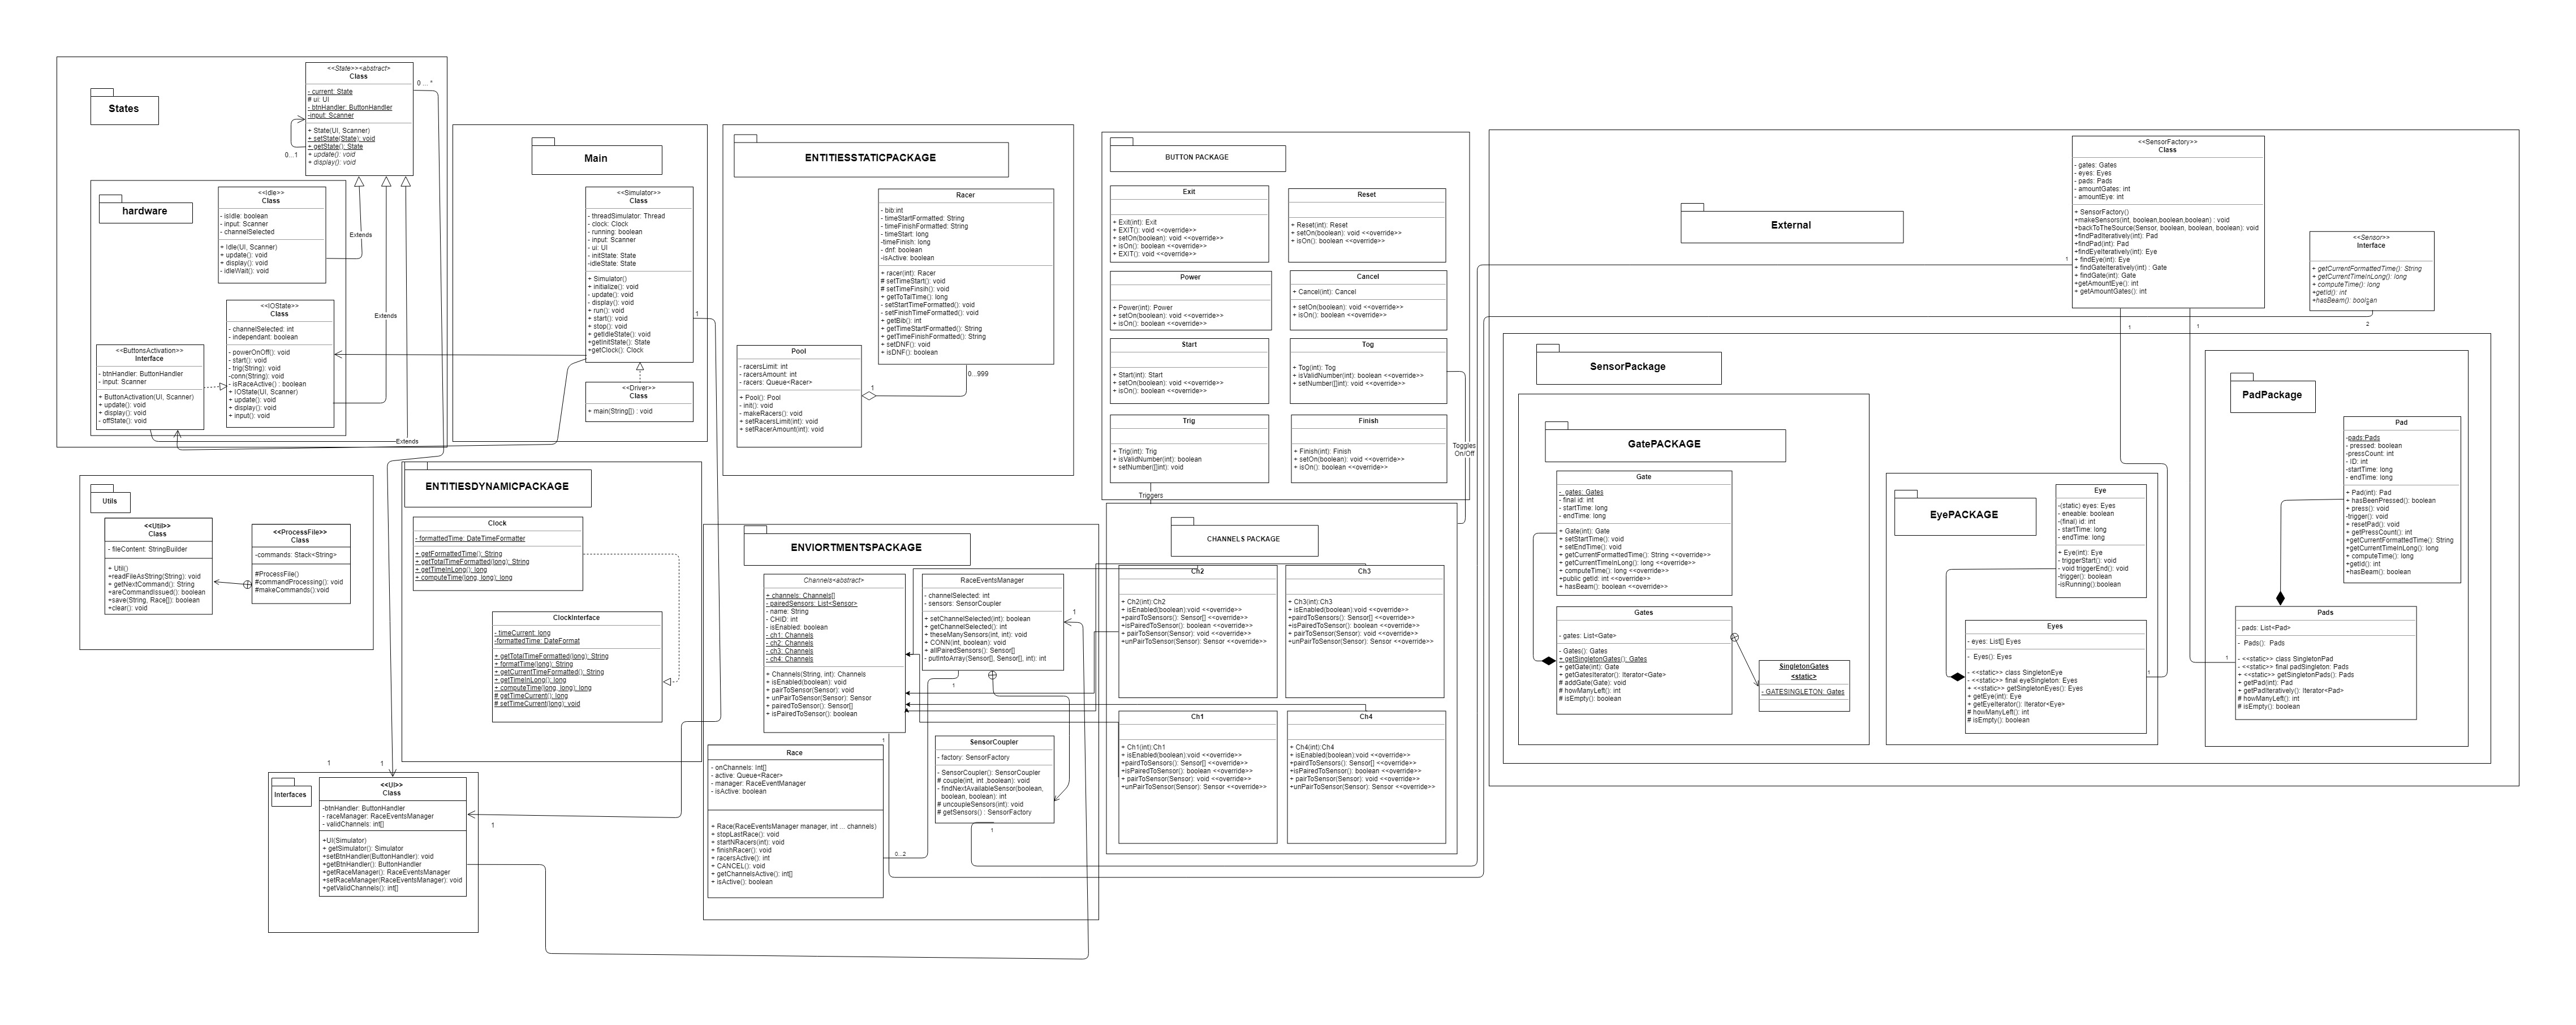 States
<<State>><abstract>
Class
- current: State
# ui: UI
- btnHandler: ButtonHandler
-input: Scanner
+ State(UI, Scanner)
+ setState(State): void
+ getState(): State
+ update(): void
+ display(): void
0 ... *
0...1
hardware
<<Idle>>
Class
- isIdle: boolean
- input: Scanner
- channelSelected
+ Idle(UI, Scanner)
+ update(): void
+ display(): void
- idleWait(): void
Extends
<<IOState>>
Class
- channelSelected: int
- independant: boolean
- powerOnOff(): void
- start(): void
- trig(String): void
-conn(String): void
- isRaceActive() : boolean
+ IOState(UI, Scanner)
+ update(): void
+ display(): void
+ input(): void
Extends
<<ButtonsActivation>>
Interface
- btnHandler: ButtonHandler
- input: Scanner
+ ButtonActivation(UI, Scanner)
+ update(): void
+ display(): void
- offState(): void
Extends
Main
<<Simulator>>
Class
- threadSimulator: Thread
- clock: Clock
- running: boolean
- input: Scanner
- ui: UI
- initState: State
-idleState: State
+ Simulator()
+ initialize(): void
- update(): void
- display(): void
+ run(): void
+ start(): void
+ stop(): void
+ getIdleState(): void
+ getInitState(): State
+getClock(): Clock
1
<<Driver>>
Class
+ main(String[]) : void
ENTITIESSTATICPACKAGE
Racer
- bib:int
- timeStartFormatted: String
- timeFinishFormatted: String
- timeStart: long
-timeFinish: long
- dnf: boolean
-isActive: boolean
+ racer(int): Racer
# setTimeStart(): void
# setTimeFinsih(): void
+ getToTalTime(): long
- setStartTimeFormatted(): void
- setFinishTimeFormatted(): void
+ getBib(): int
+ getTimeStartFormatted(): String
+ getTimeFinishFormatted(): String
+ setDNF(): void
+ isDNF(): boolean
0...999
Pool
- racersLimit: int
- racersAmount: int
- racers: Queue<Racer>
+ Pool(): Pool
- init(): void
- makeRacers(): void
+ setRacersLimit(int): void
+ setRacerAmount(int): void
1
BUTTON PACKAGE
Exit
+ Exit(int): Exit
+ EXIT(): void <<override>>
+ setOn(boolean): void <<override>>
+ isOn(): boolean <<override>>
+ EXIT(): void <<override>>
Reset
+ Reset(int): Reset
+ setOn(boolean): void <<override>>
+ isOn(): boolean <<override>>
Power
+ Power(int): Power
+ setOn(boolean): void <<override>>
+ isOn(): boolean <<override>>
Cancel
+ Cancel(int): Cancel
+ setOn(boolean): void <<override>>
+ isOn(): boolean <<override>>
Start
+ Start(int): Start
+ setOn(boolean): void <<override>>
+ isOn(): boolean <<override>>
Tog
+ Tog(int): Tog
+ isValidNumber(int): boolean <<override>>
+ setNumber([]int): void <<override>>
Trig
+ Trig(int): Trig
+ isValidNumber(int): boolean
+ setNumber([]int): void
Finish
+ Finish(int): Finish
+ setOn(boolean): void <<override>>
+ isOn(): boolean <<override>>
Toggles
On/Off
Triggers
CHANNELS PACKAGE
Ch2
+ Ch2(int):Ch2
+ isEnabled(boolean):void <<override>>
+pairdToSensors(): Sensor[] <<override>>
+isPairedToSensor(): boolean <<override>>
+ pairToSensor(Sensor): void <<override>>
+unPairToSensor(Sensor): Sensor <<override>>
Ch3
+ Ch3(int):Ch3
+ isEnabled(boolean):void <<override>>
+pairdToSensors(): Sensor[] <<override>>
+isPairedToSensor(): boolean <<override>>
+ pairToSensor(Sensor): void <<override>>
+unPairToSensor(Sensor): Sensor <<override>>
Ch1
+ Ch1(int):Ch1
+ isEnabled(boolean):void <<override>>
+pairdToSensors(): Sensor[] <<override>>
+isPairedToSensor(): boolean <<override>>
+ pairToSensor(Sensor): void <<override>>
+unPairToSensor(Sensor): Sensor <<override>>
Ch4
+ Ch4(int):Ch4
+ isEnabled(boolean):void <<override>>
+pairdToSensors(): Sensor[] <<override>>
+isPairedToSensor(): boolean <<override>>
+ pairToSensor(Sensor): void <<override>>
+unPairToSensor(Sensor): Sensor <<override>>
Utils
<<Util>>
Class
- fileContent: StringBuilder
+ Util()
+readFileAsString(String): void
+ getNextCommand(): String
+areCommandIssued(): boolean
+save(String, Race[]): boolean
+clear(): void
<<ProcessFile>>
Class
-commands: Stack<String>
#ProcessFile()
#commandProcessing(): void
#makeCommands():void
ENTITIESDYNAMICPACKAGE
Clock
- formattedTime: DateTimeFormatter
+ getFormattedTime(): String
+ getTotalTimeFormatted(long): String
+ getTimeInLong(): long
+ computeTime(long, long): long
ClockInterface
- timeCurrent: long
-formattedTime: DateFormat
+ getTotalTimeFormatted(long): String
+ formatTime(long): String
+ getCurrentTimeFormatted(): String
+ getTimeInLong(): long
+ computeTime(long, long): long
# getTimeCurrent(): long
# setTimeCurrent(): void
ENVIORTMENTSPACKAGE
Channels<abstract>
+ channels: Channels[]
- pairedSensors: List<Sensor>
- name: String
- CHID: int
- isEnabled: boolean
- ch1: Channels
- ch2: Channels
- ch3: Channels
- ch4: Channels
+ Channels(String, int): Channels
+ isEnabled(boolean): void
+ pairToSensor(Sensor): void
+ unPairToSensor(Sensor): Sensor
+ pairedToSensor(): Sensor[]
+ isPairedToSensor(): boolean
1
RaceEventsManager
- channelSelected: int
- sensors: SensorCoupler
+ setChannelSelected(int): boolean
+ getChannelSelected(): int
+ theseManySensors(int, int): void
+ CONN(int, boolean): void
+ allPairedSensors(): Sensor[]
- putIntoArray(Sensor[], Sensor[], int): int
1
1
Race
- onChannels: Int[]
- active: Queue<Racer>
- manager: RaceEventManager
- isActive: boolean
+ Race(RaceEventsManager manager, int ... channels)
+ stopLastRace(): void
+ startNRacers(int): void
+ finishRacer(): void
+ racersActive(): int
+ CANCEL(): void
+ getChannelsActive(): int[]
+ isActive(): boolean
0...2
SensorCoupler
- factory: SensorFactory
- SensorCoupler(): SensorCoupler
# couple(int, int ,boolean): void
- findNextAvailableSensor(boolean,
boolean, boolean): int
# uncoupleSensors(int): void
# getSensors() : SensorFactory
1
Interfaces
1
1
<<UI>>
Class
-btnHandler: ButtonHandler
- raceManager: RaceEventsManager
- validChannels: int[]
+UI(Simulator)
+ getSimulator(): Simulator
+setBtnHandler(ButtonHandler): void
+getBtnHandler(): ButtonHandler
+getRaceManager(): RaceEventsManager
+setRaceManager(RaceEventsManager): void
+getValidChannels(): int[]
1
External
<<SensorFactory>>
Class
- gates: Gates
- eyes: Eyes
- pads: Pads
- amountGates: int
- amountEye: int
+ SensorFactory()
+makeSensors(int, boolean,boolean,boolean) : void
+backToTheSource(Sensor, boolean, boolean, boolean): void
+findPadIteratively(int): Pad
+findPad(int): Pad
+findEyeIteratively(int): Eye
+ findEye(int): Eye
+findGateIteratively(int) : Gate
+ findGate(int): Gate
+getAmountEye(): int
+ getAmountGates(): int
1
1
1
<<Sensor>>
Interface
+ getCurrentFormattedTime(): String
+ getCurrentTimeInLong(): long
+ computeTime(): long
+getId(): int
+hasBeam(): boolean
2
SensorPackage
GatePACKAGE
Gate
- gates: Gates
- final id: int
- startTime: long
- endTime: long
+ Gate(int): Gate
+ setStartTime(): void
+ setEndTime(): void
+ getCurrentFormattedTime(): String <<override>>
+ getCurrentTimeInLong(): long <<override>>
+ computeTime(): long <<override>>
+public getId: int <<override>>
+ hasBeam(): boolean <<override>>
Gates
- gates: List<Gate>
- Gates(): Gates
+ getSingletonGates(): Gates
+ getGate(int): Gate
+ getGatesIterator(): Iterator<Gate>
# addGate(Gate): void
# howManyLeft(): int
# isEmpty(): boolean
SingletonGates
<static>
- GATESINGLETON: Gates
EyePACKAGE
Eye
-(static) eyes: Eyes
- eneable: boolean
-(final) id: int
- startTime: long
- endTime: long
+ Eye(int): Eye
- triggerStart(): void
- void triggerEnd(): void
-trigger(): boolean
-isRunning():boolean
Eyes
- eyes: List[] Eyes
- Eyes(): Eyes
- <<static>> class SingletonEye
- <<static>> final eyeSingleton: Eyes
+ <<static>> getSingletonEyes(): Eyes
+ getEye(int): Eye
+ getEyeIterator(): Iterator<Eye>
# howManyLeft(): int
# isEmpty(): boolean
1
PadPackage
Pad
-pads:Pads
- pressed: boolean
-pressCount: int
- ID: int
-startTime: long
- endTime: long
+ Pad(int): Pad
+ hasBeenPressed(): boolean
+ press(): void
-trigger(): void
+ resetPad(): void
+ getPressCount(): int
+getCurrentFormattedTime(): String
+getCurrentTimeInLong(): long
+computeTime(): long
+getId(): int
+hasBeam(): boolean
Pads
- pads: List<Pad>
- Pads(): Pads
- <<static>> class SingletonPad
- <<static>> final padSingleton: Pads
+ <<static>> getSingletonPads(): Pads
+ getPad(int): Pad
+ getPadIteratively(): Iterator<Pad>
# howManyLeft(): int
# isEmpty(): boolean
1